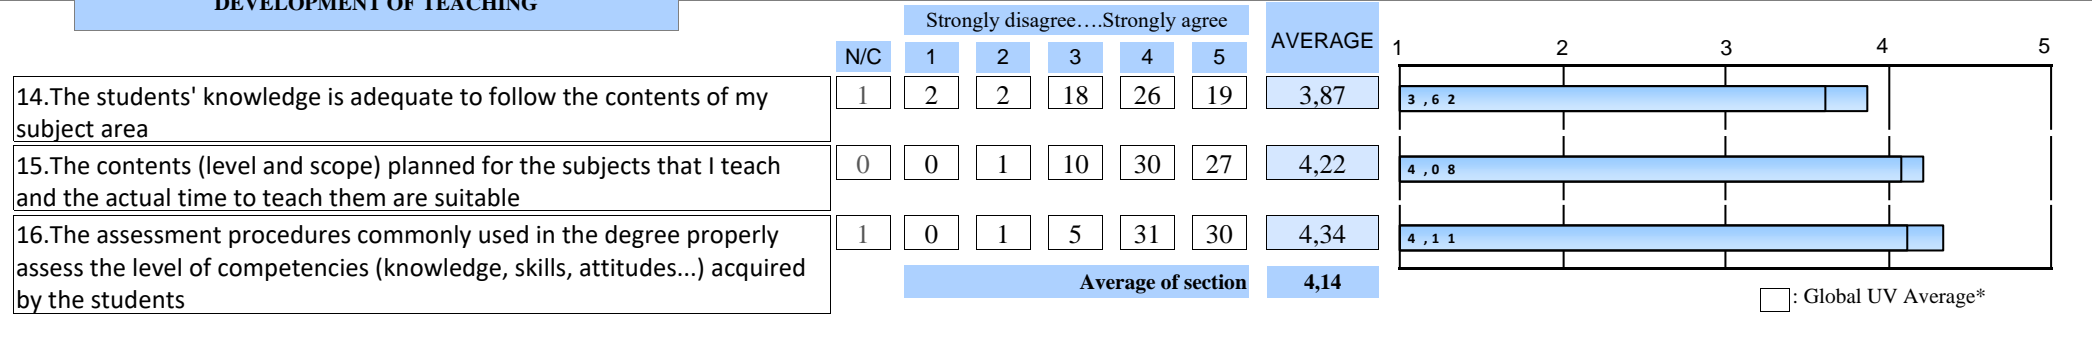 DEVELOPMENT OF TEACHING
Strongly disagree….Strongly agree
AVERAGE
N/C 1 2 3 4 5
1 2 3 4 5
14.The students' knowledge is adequate to follow the contents of my
subject area
1 2 2 18 26 19 3,87
3,62
15.The contents (level and scope) planned for the subjects that I teach
and the actual time to teach them are suitable
0 0 1 10 30 27 4,22
4,08
16.The assessment procedures commonly used in the degree properly
assess the level of competencies (knowledge, skills, attitudes...) acquired
by the students
1 0 1 5 31 30 4,34
4,11
Average of section 4,14
: Global UV Average*